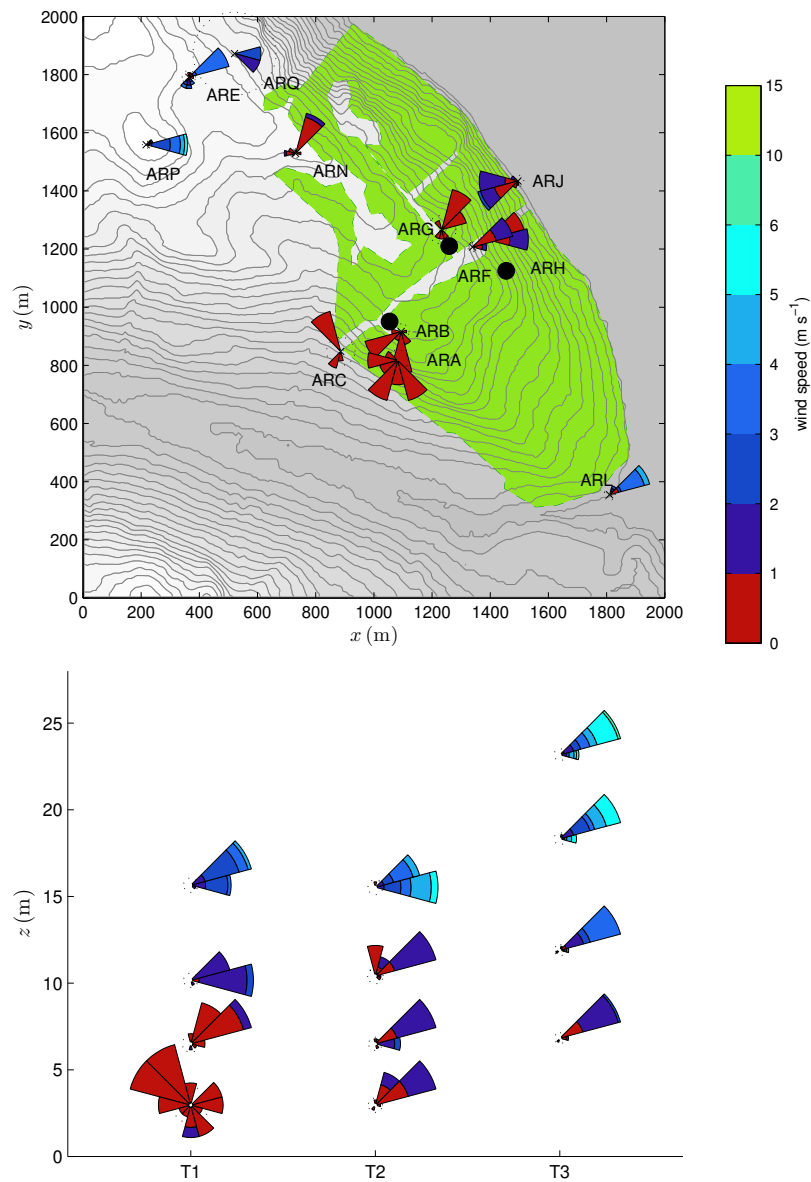 2000
1800
1600
1400
1200
1000
800
600
400
200
0
y (m)
0 200 400 600 800 1000 1200 1400 1600 1800 2000
x (m)
ARQ
ARE
ARP
ARN
ARJ
ARG
ARF
ARH
ARB
ARA
ARC
ARI
15
10
6
5
4
3
2
1
0
wind speed (m s⁻¹)
25
20
15
10
5
0
z (m)
T1 T2 T3